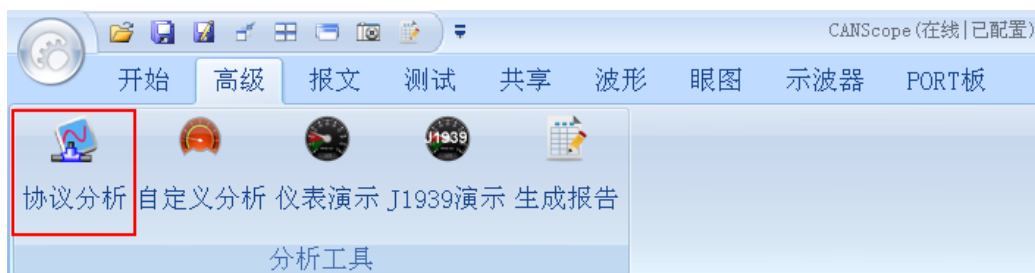 CANScope(在线|已配置)
开始 高级 报文 测试 共享 波形 眼图 示波器 PORT板
J1939
协议分析 自定义分析 仪表演示 J1939演示 生成报告
分析工具